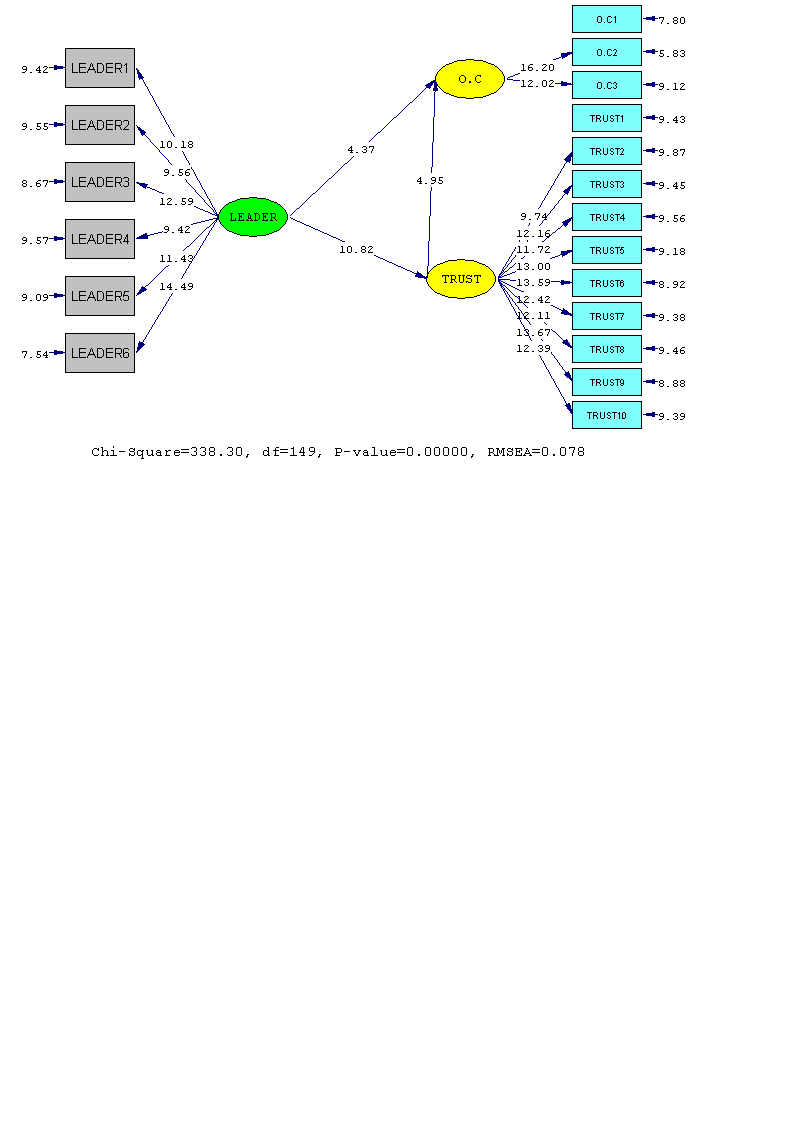 9.42 LEADER1
9.55 LEADER2
8.67 LEADER3
9.57 LEADER4
9.09 LEADER5
7.54 LEADER6
10.18
9.56
12.59
9.42
11.43
14.49
LEADER
4.37
10.82
4.95
O.C
TRUST
16.20
12.02
9.74
12.16
11.72
13.00
13.59
12.42
12.11
13.67
12.39
O.C1 7.80
O.C2 5.83
O.C3 9.12
TRUST1 9.43
TRUST2 9.87
TRUST3 9.45
TRUST4 9.56
TRUST5 9.18
TRUST6 8.92
TRUST7 9.38
TRUST8 9.46
TRUST9 8.88
TRUST10 9.39
Chi-Square=338.30, df=149, P-value=0.00000, RMSEA=0.078